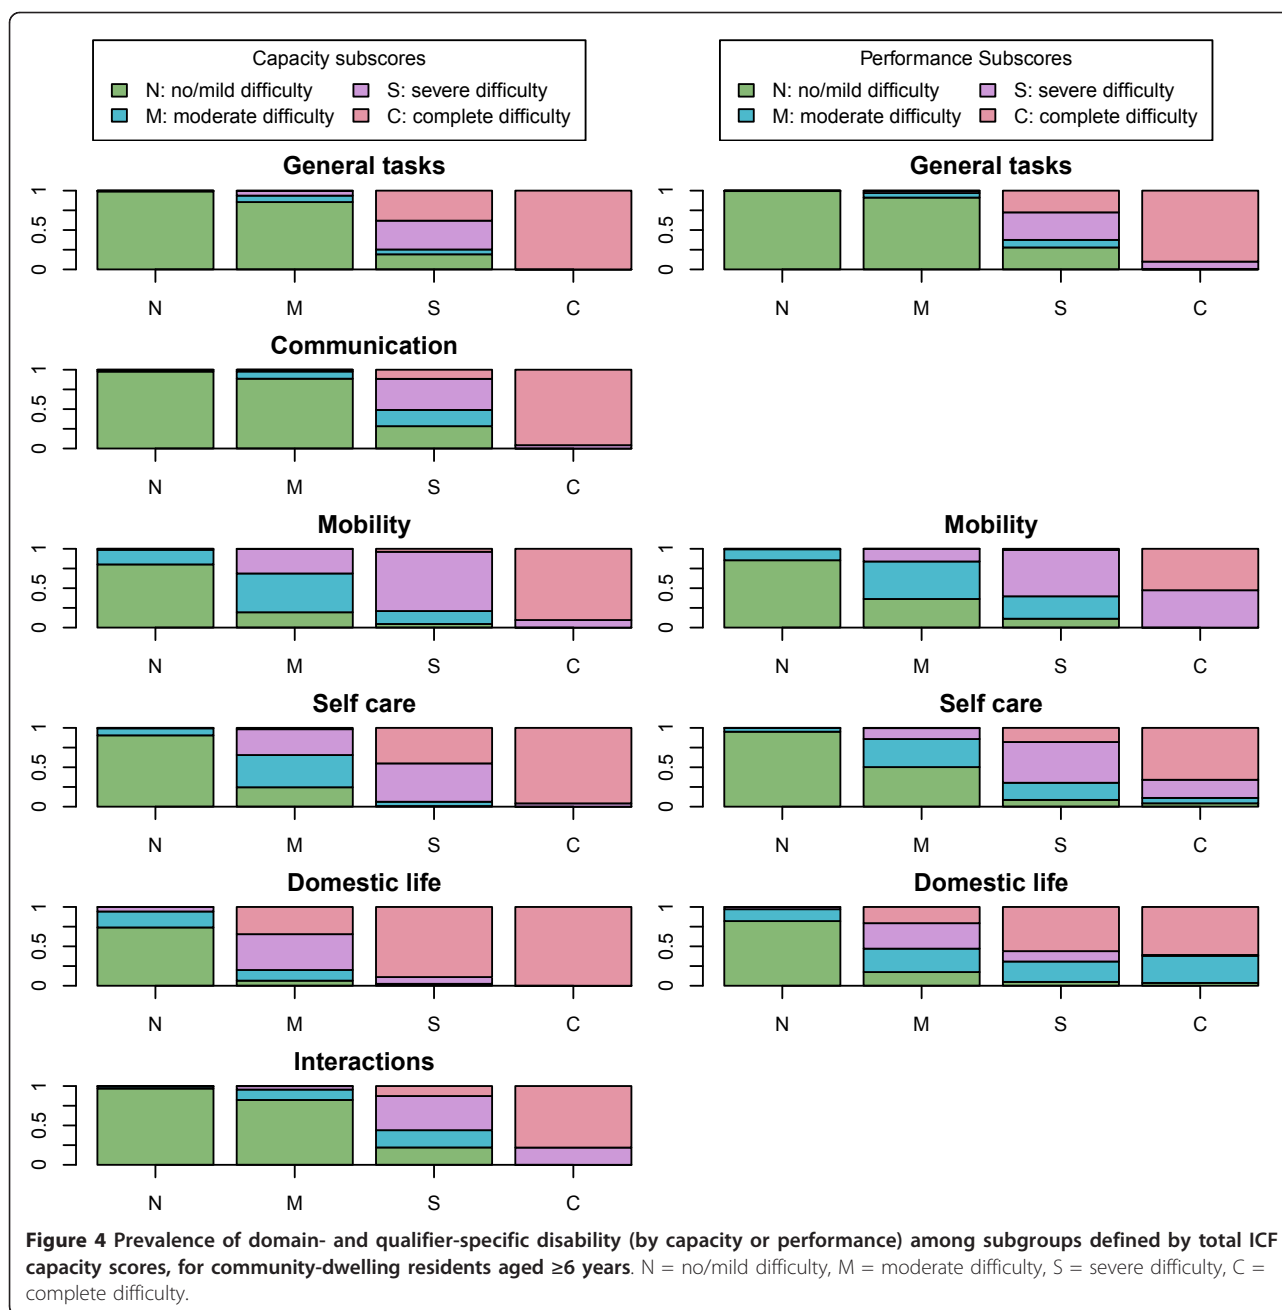 Capacity subscores
N: no/mild difficulty S: severe difficulty
M: moderate difficulty C: complete difficulty
Performance Subscores
N: no/mild difficulty S: severe difficulty
M: moderate difficulty C: complete difficulty
General tasks
0 0.5 1
N M S C
General tasks
0 0.5 1
N M S C
Communication
0 0.5 1
N M S C
Mobility
0 0.5 1
N M S C
Mobility
0 0.5 1
N M S C
Self care
0 0.5 1
N M S C
Self care
0 0.5 1
N M S C
Domestic life
0 0.5 1
N M S C
Domestic life
0 0.5 1
N M S C
Interactions
0 0.5 1
N M S C
Figure 4 Prevalence of domain- and qualifier-specific disability (by capacity or performance) among subgroups defined by total ICF
capacity scores, for community-dwelling residents aged ≥6 years. N = no/mild difficulty, M = moderate difficulty, S = severe difficulty, C =
complete difficulty.